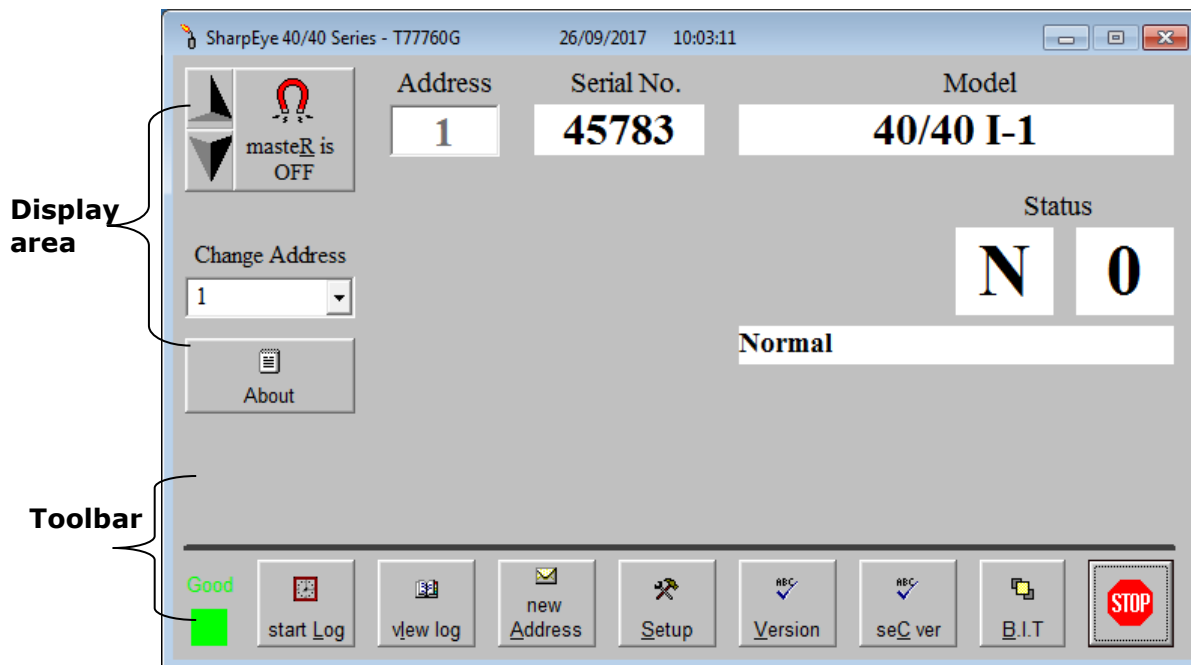 SharpEye 40/40 Series - T77760G 26/09/2017 10:03:11
Address Serial No. Model
masteR is
OFF
1 45783 40/40 I-1
Display
area
Status
Change Address
1
N 0
Normal
About
Toolbar
Good
start Log
vIew log
new
Address
Setup
ABC
Version
ABC
seC ver
B.I.T
STOP